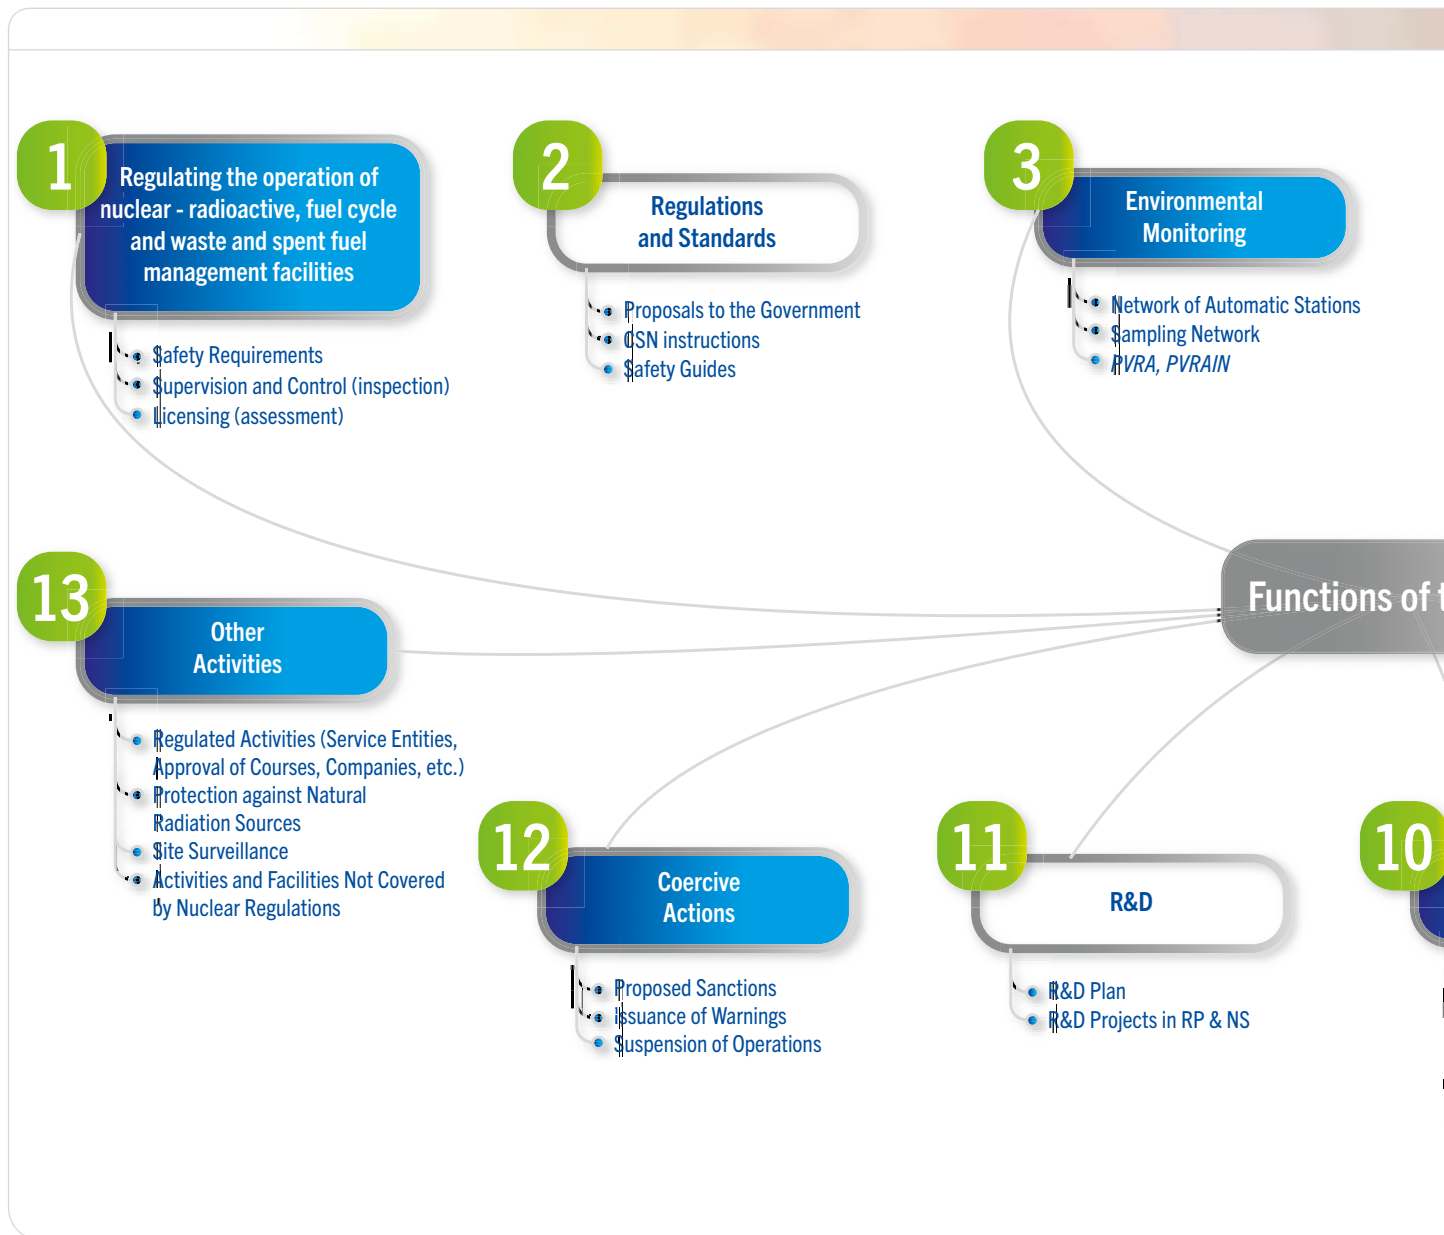 1
Regulating the operation of
nuclear - radioactive, fuel cycle
and waste and spent fuel
management facilities
Safety Requirements
Supervision and Control (inspection)
Licensing (assessment)
2
Regulations
and Standards
Proposals to the Government
CSN instructions
Safety Guides
3
Environmental
Monitoring
Network of Automatic Stations
Sampling Network
PVRA, PVRAIN
Functions of
13
Other
Activities
Regulated Activities (Service Entities,
Approval of Courses, Companies, etc.)
Protection against Natural
Radiation Sources
Site Surveillance
Activities and Facilities Not Covered
by Nuclear Regulations
12
Coercive
Actions
Proposed Sanctions
Issuance of Warnings
Suspension of Operations
11
R&D
R&D Plan
R&D Projects in RP & NS
10